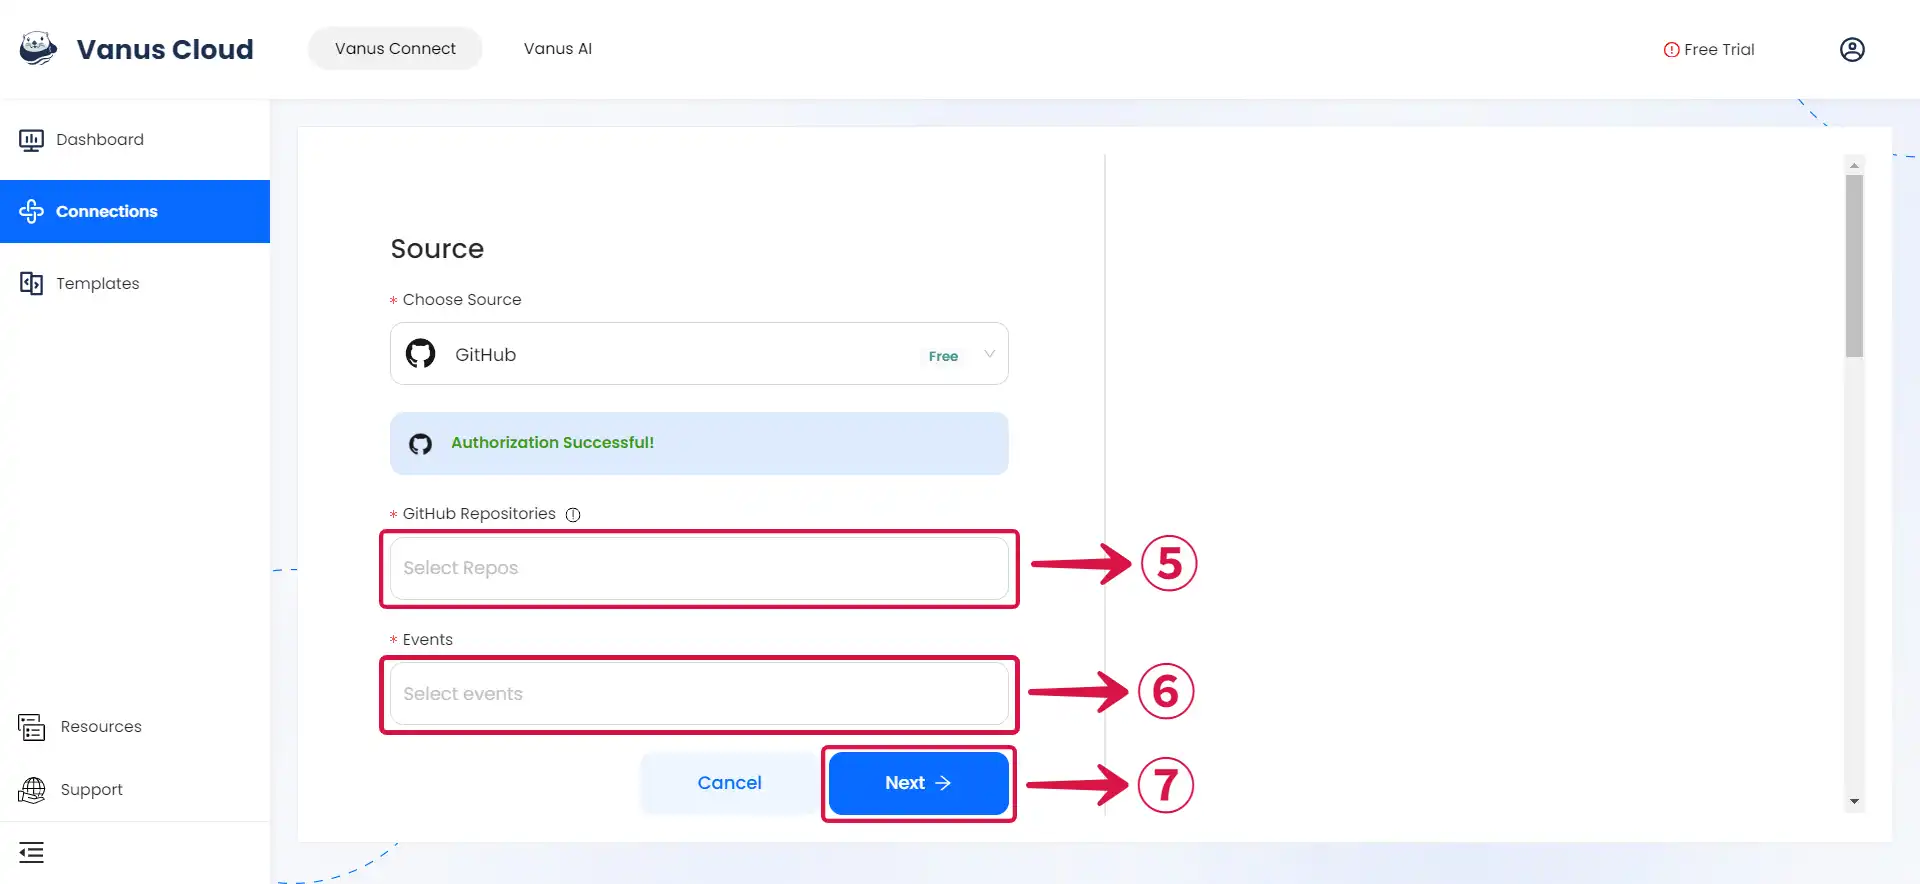 Vanus Cloud
Vanus Connect
Vanus AI
Free Trial
Dashboard
Connections
Templates
Resources
Support
Source
* Choose Source
GitHub
Free
Authorization Successful!
* GitHub Repositories
Select Repos
5
* Events
Select events
6
Cancel
Next
7